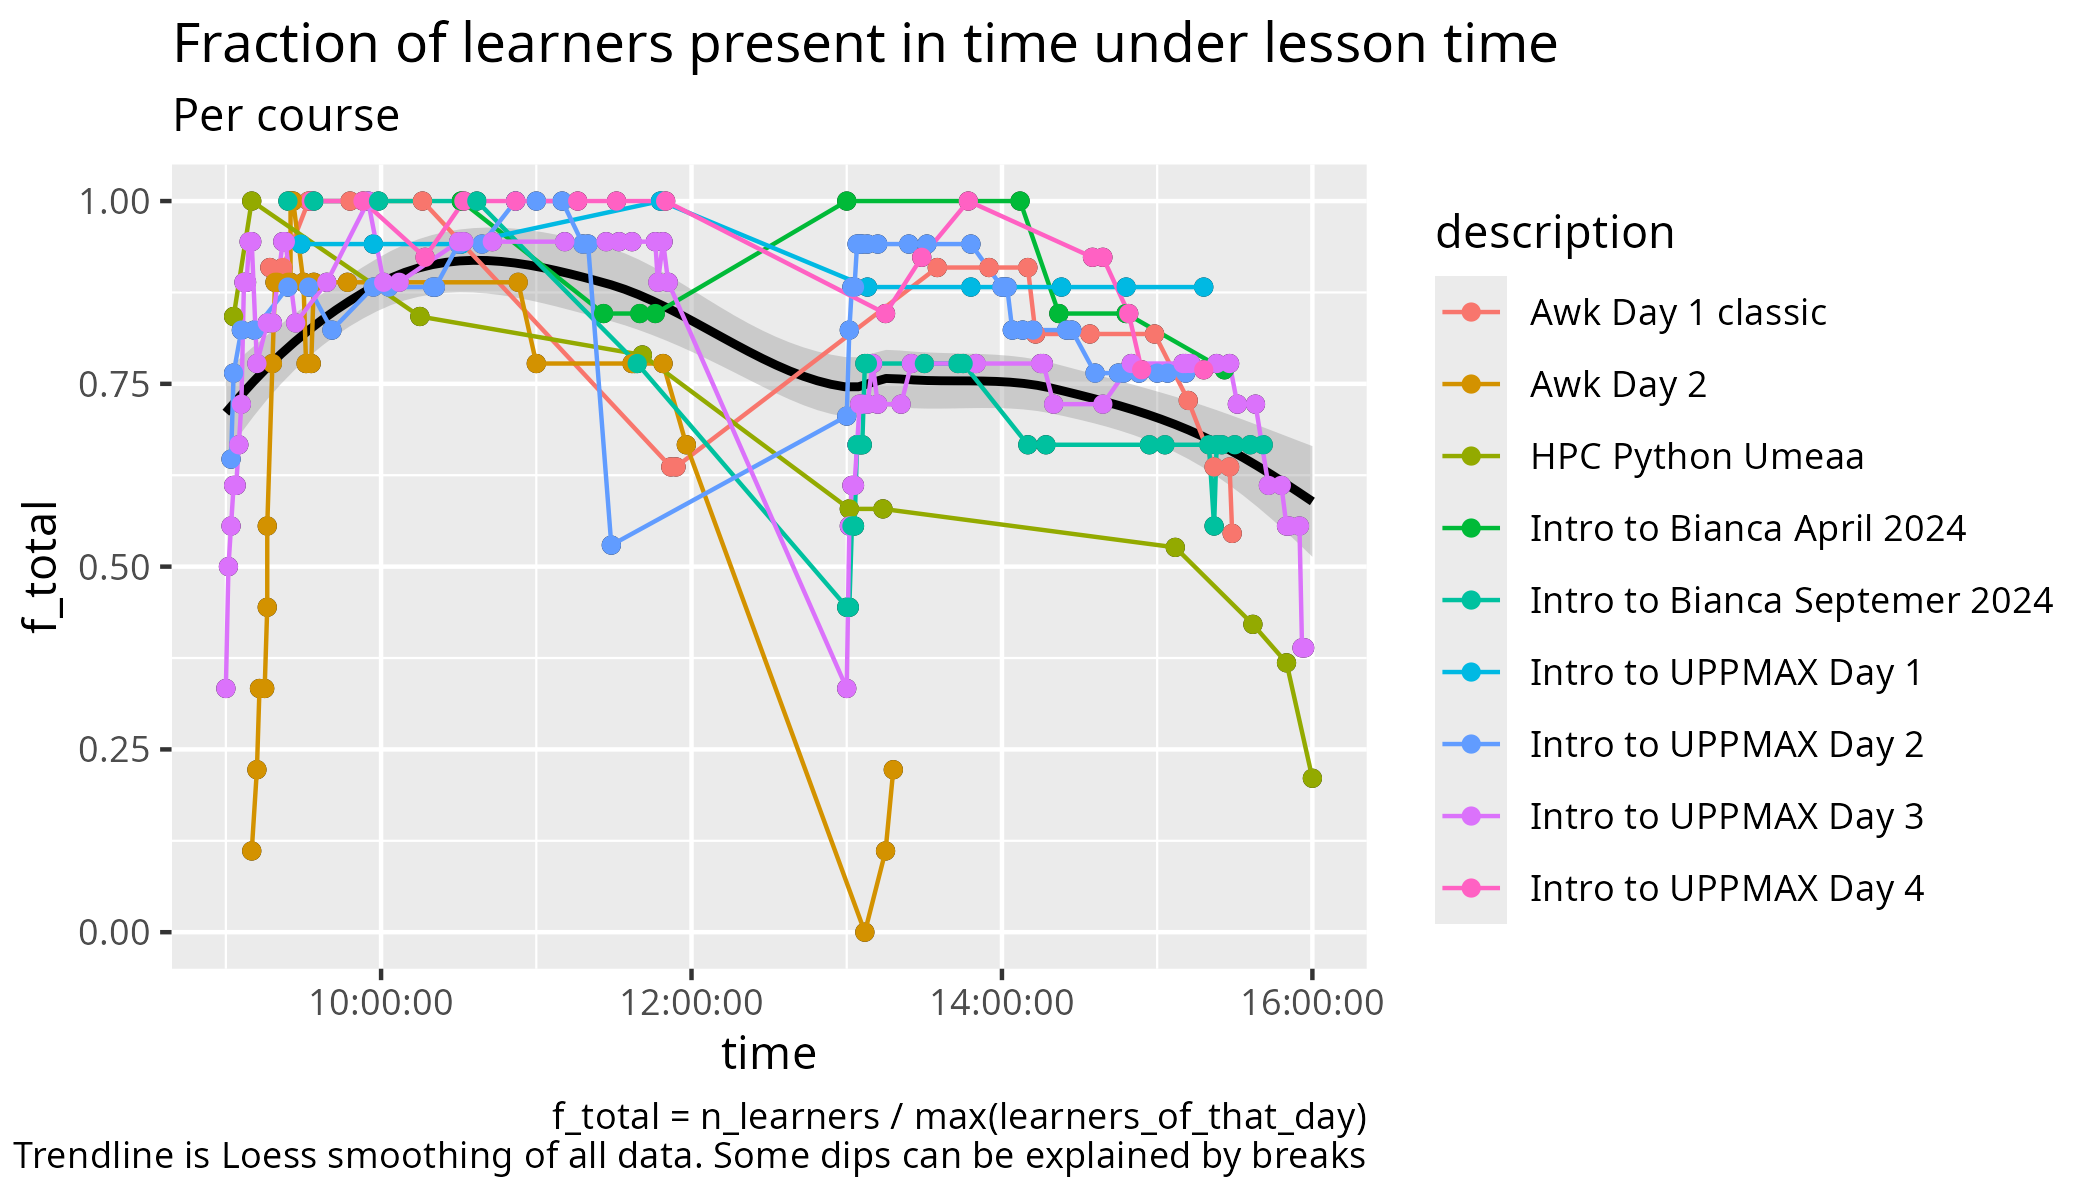 Fraction of learners present in time under lesson time
Per course
1.00
0.75
0.50
0.25
0.00
f_total
10:00:00
12:00:00
14:00:00
16:00:00
time
description
Awk Day 1 classic
Awk Day 2
HPC Python Umeaa
Intro to Bianca April 2024
Intro to Bianca Septemer 2024
Intro to UPPMAX Day 1
Intro to UPPMAX Day 2
Intro to UPPMAX Day 3
Intro to UPPMAX Day 4
f_total = n_learners / max(learners_of_that_day)
Trendline is Loess smoothing of all data. Some dips can be explained by breaks